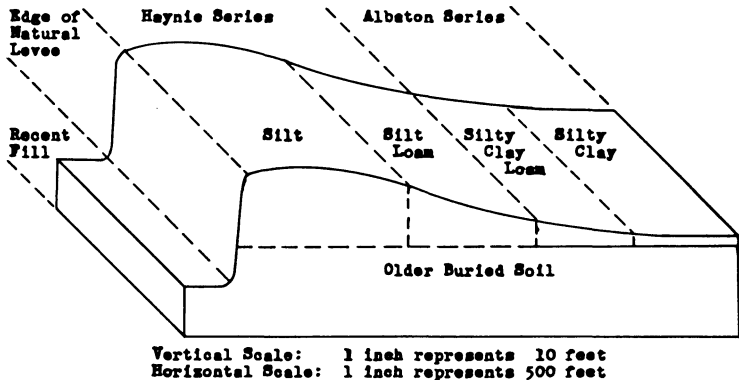 Edge of
Natural
Levee
Haynie Series
Albaton Series
Recent
Fill
Silt
Silt
Loam
Silty
Clay
Loam
Silty
Clay
Older Buried Soil
Vertical Scale: 1 inch represents 10 feet
Horizontal Scale: 1 inch represents 500 feet